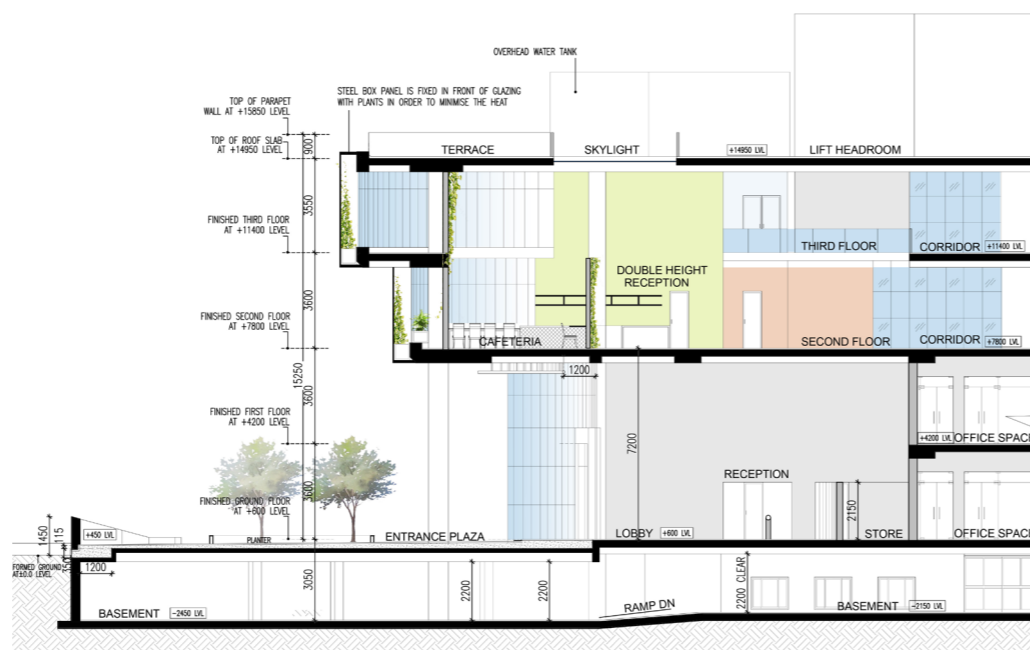 OVERHEAD WATER TANK
STEEL BOX PANEL IS FIXED IN FRONT OF GLAZING
WITH PLANTS IN ORDER TO MINIMISE THE HEAT
TOP OF PARAPET
WALL AT +15850 LEVEL
TOP OF ROOF SLAB
AT +14950 LEVEL
900
TERRACE
SKYLIGHT
+14950 LVL
LIFT HEADROOM
3550
FINISHED THIRD FLOOR
AT +11400 LEVEL
THIRD FLOOR
CORRIDOR
+11400 LVL
DOUBLE HEIGHT
RECEPTION
3600
FINISHED SECOND FLOOR
AT +7800 LEVEL
CAFETERIA
SECOND FLOOR
CORRIDOR
+7800 LVL
15250
3600
1200
FINISHED FIRST FLOOR
AT +4200 LEVEL
7200
+4200 LVL
OFFICE SPACE
RECEPTION
3600
FINISHED GROUND FLOOR
AT +600 LEVEL
2150
1450
115
+450 LVL
PLANTER
ENTRANCE PLAZA
LOBBY
+600 LVL
STORE
OFFICE SPACE
FORMED GROUND
AT±0.0 LEVEL
350
1200
3050
2200
2200
2200 CLEAR
BASEMENT
-2450 LVL
RAMP DN
BASEMENT
-2150 LVL